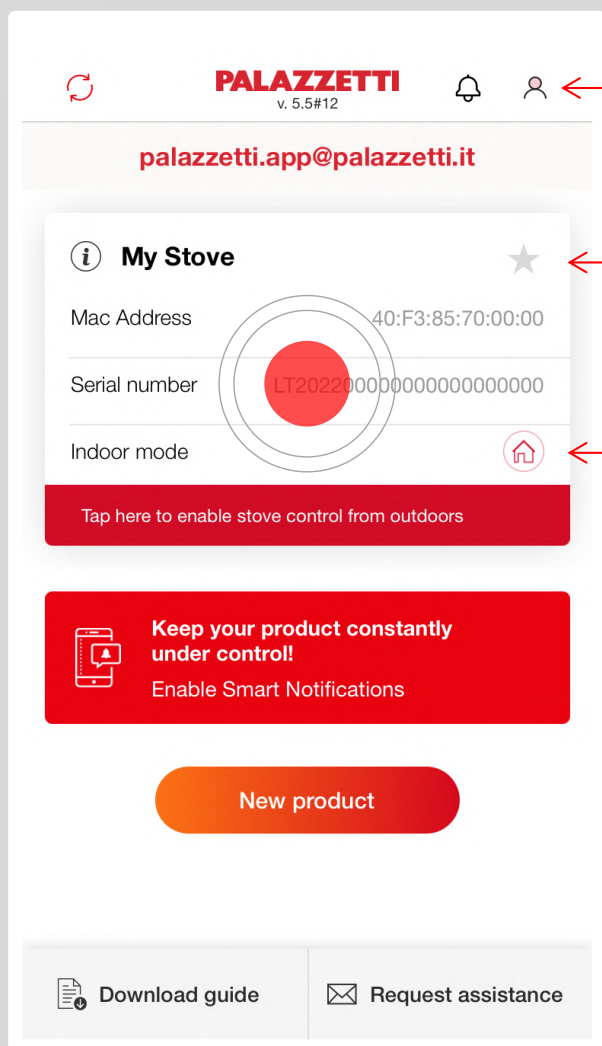 PALAZZETTI
v. 5.5#12
palazzetti.app@palazzetti.it
i My Stove
Mac Address 40:F3:85:70:00:00
Serial number LT202200000000000000000
Indoor mode
Tap here to enable stove control from outdoors
Keep your product constantly
under control!
Enable Smart Notifications
New product
Download guide
Request assistance